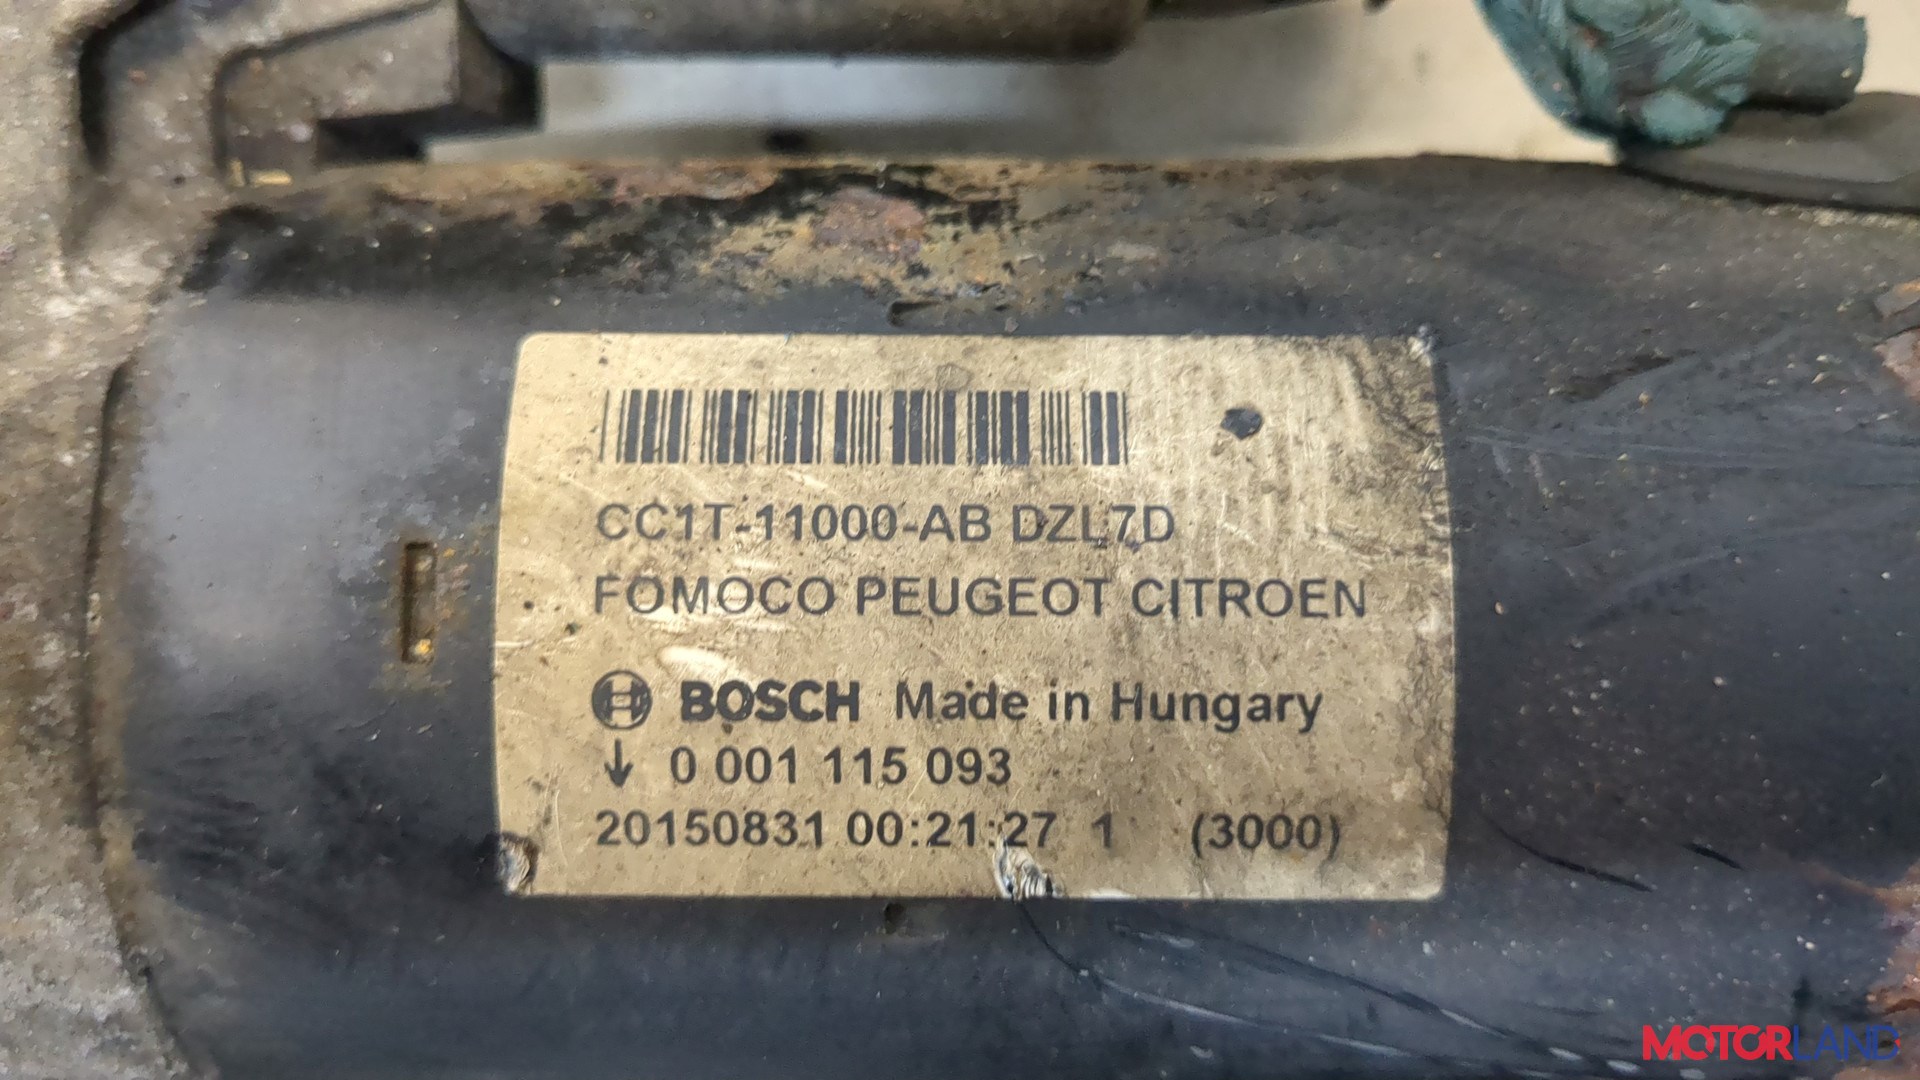 CC1T-11000-AB DZL7D
FOMOCO PEUGEOT CITROEN
BOSCH Made in Hungary
↓ 0 001 115 093
20150831 00:21:27 1 (3000)
MOTORLAND